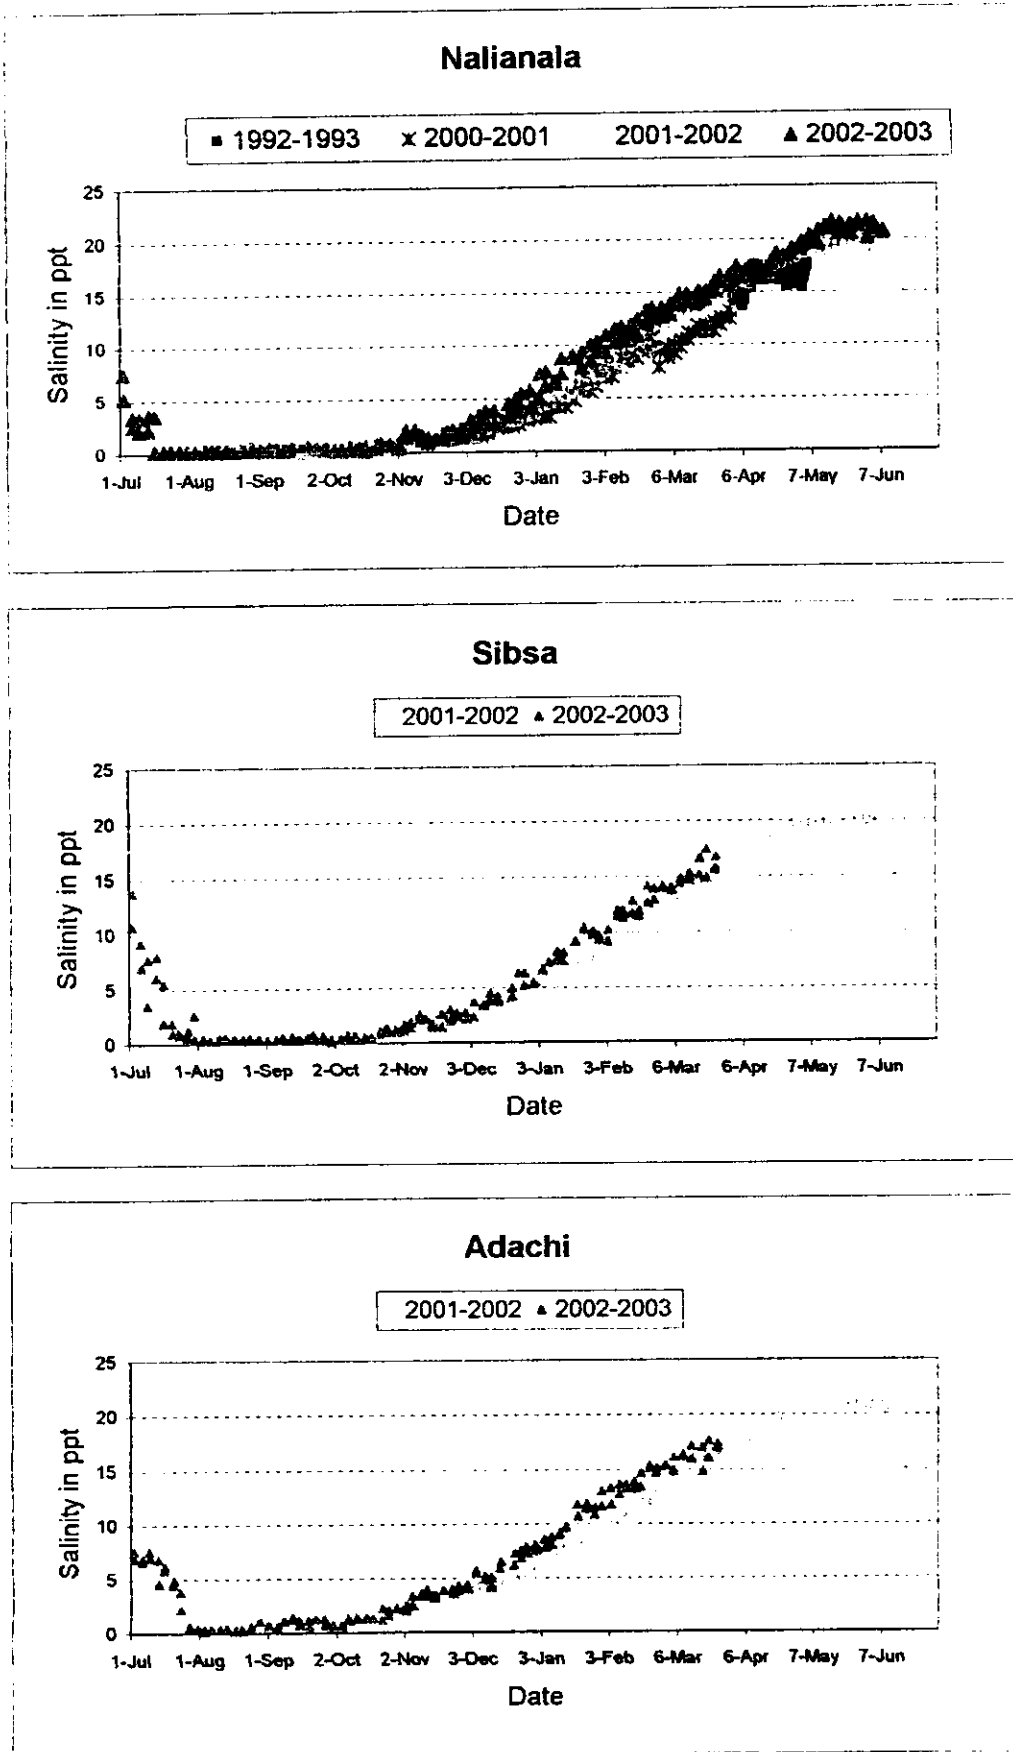 Nalianala
1992-1993 2000-2001 2001-2002 2002-2003
25
20
15
10
5
0
Salinity in ppt
1-Jul 1-Aug 1-Sep 2-Oct 2-Nov 3-Dec 3-Jan 3-Feb 6-Mar 6-Apr 7-May 7-Jun
Date
Sibsa
2001-2002 2002-2003
25
20
15
10
5
0
Salinity in ppt
1-Jul 1-Aug 1-Sep 2-Oct 2-Nov 3-Dec 3-Jan 3-Feb 6-Mar 6-Apr 7-May 7-Jun
Date
Adachi
2001-2002 2002-2003
25
20
15
10
5
0
Salinity in ppt
1-Jul 1-Aug 1-Sep 2-Oct 2-Nov 3-Dec 3-Jan 3-Feb 6-Mar 6-Apr 7-May 7-Jun
Date